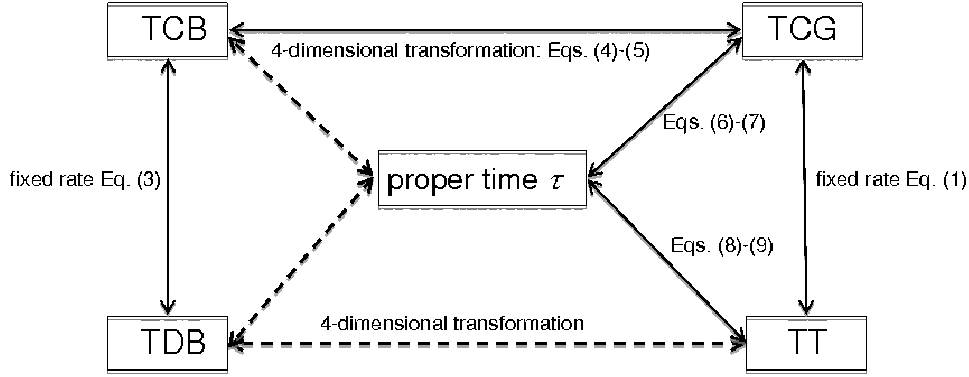 TCB
TCG
4-dimensional transformation: Eqs. (4)-(5)
Eqs. (6)-(7)
fixed rate Eq. (3)
proper time τ
fixed rate Eq. (1)
Eqs. (8)-(9)
4-dimensional transformation
TDB
TT